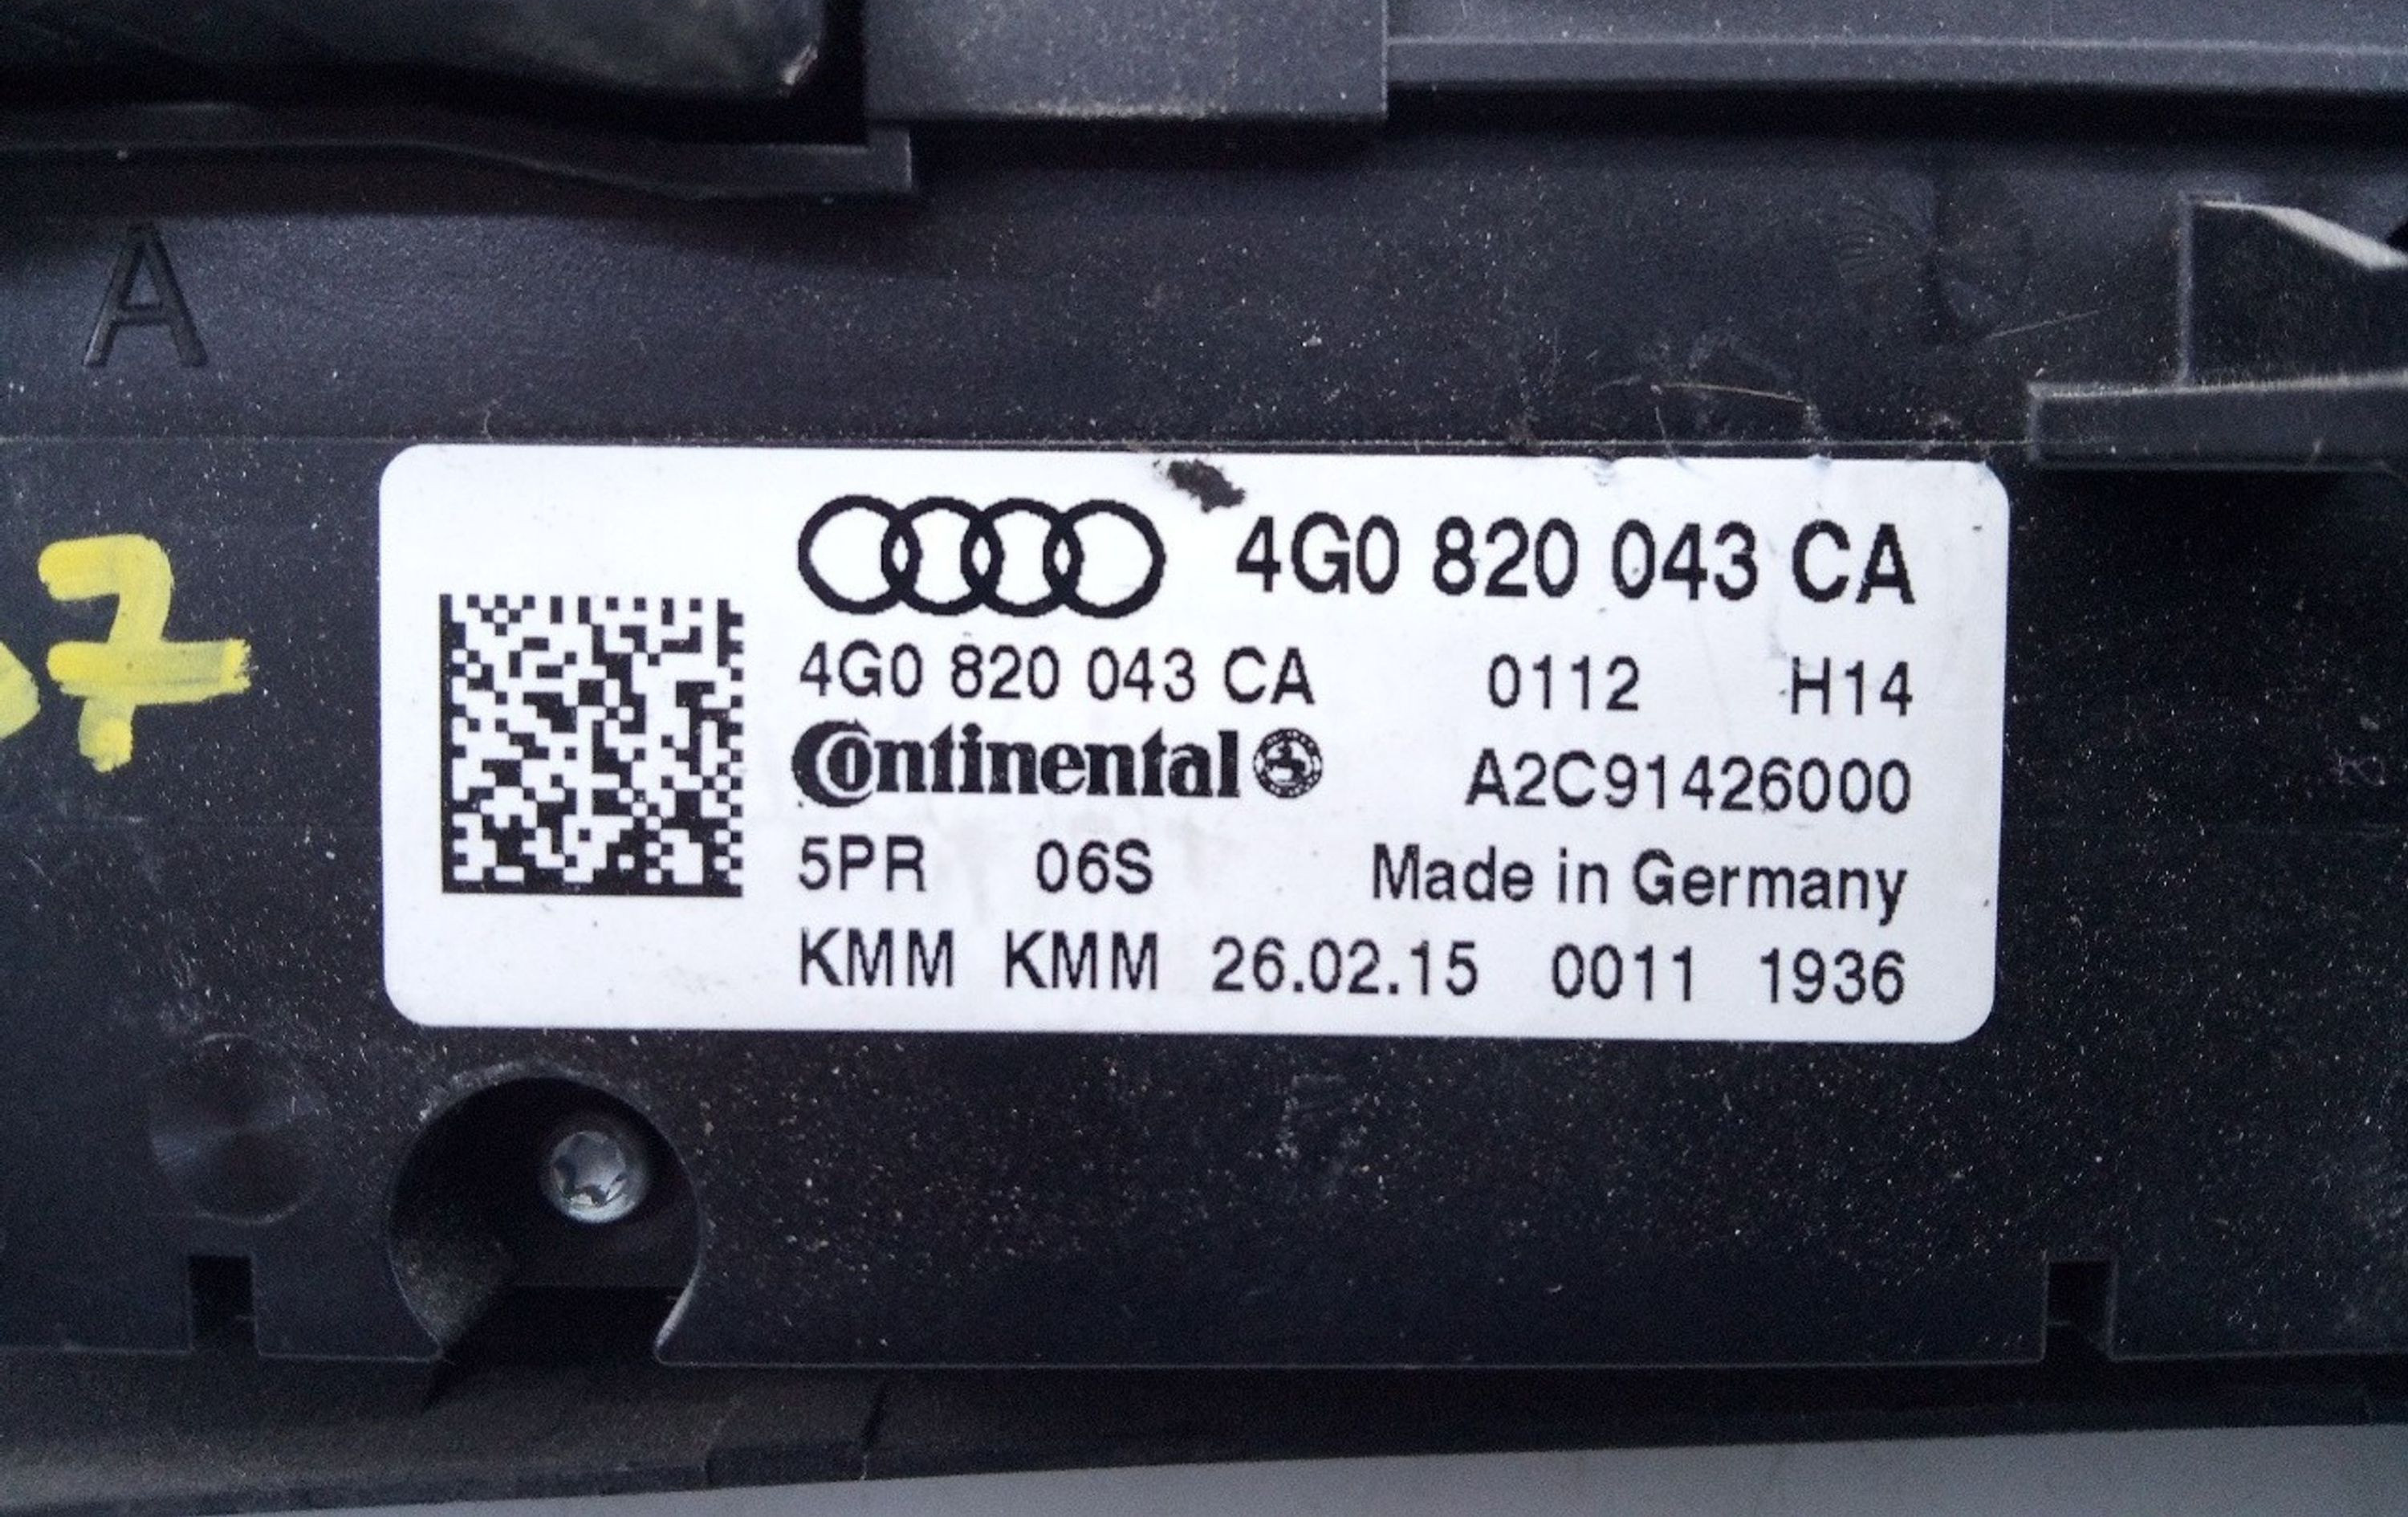 A
7
4G0 820 043 CA
4G0 820 043 CA 0112 H14
Continental A2C91426000
5PR 06S Made in Germany
KMM KMM 26.02.15 0011 1936